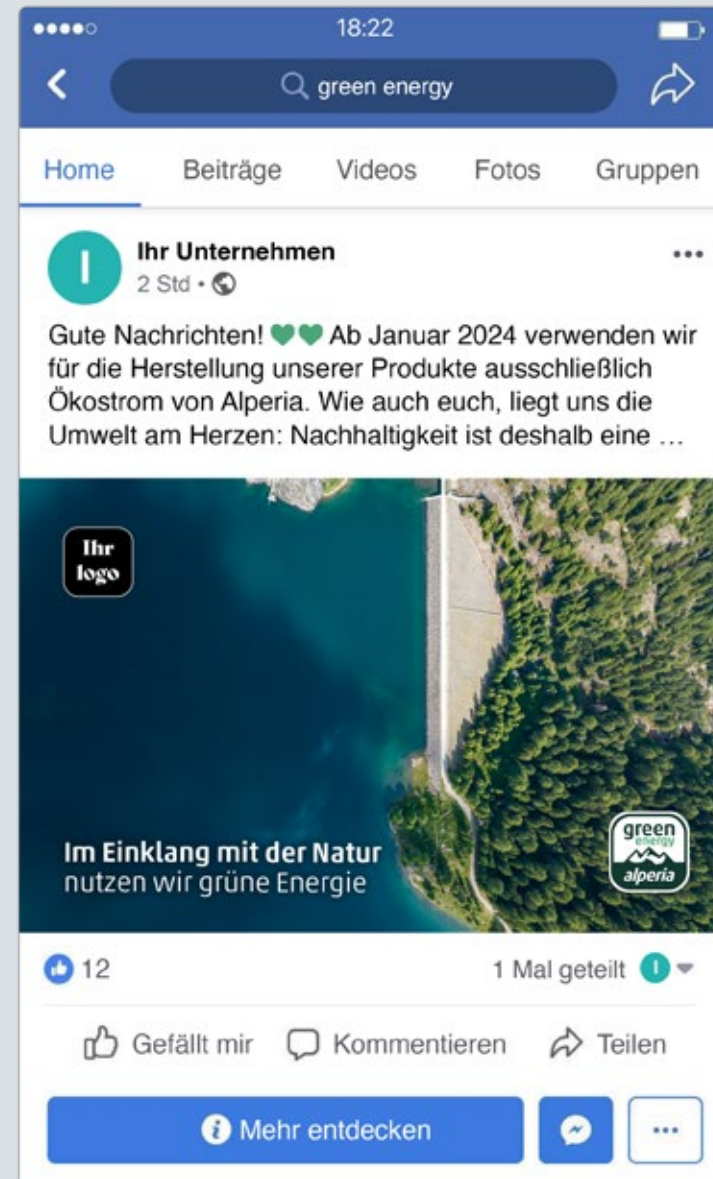 18:22
green energy
Home Beiträge Videos Fotos Gruppen
I
Ihr Unternehmen
2 Std •
Gute Nachrichten! 💚💚 Ab Januar 2024 verwenden wir
für die Herstellung unserer Produkte ausschließlich
Ökostrom von Alperia. Wie auch euch, liegt uns die
Umwelt am Herzen: Nachhaltigkeit ist deshalb eine ...
Ihr
logo
Im Einklang mit der Natur
nutzen wir grüne Energie
green
energy
alperia
12
1 Mal geteilt I
Gefällt mir Kommentieren Teilen
Mehr entdecken